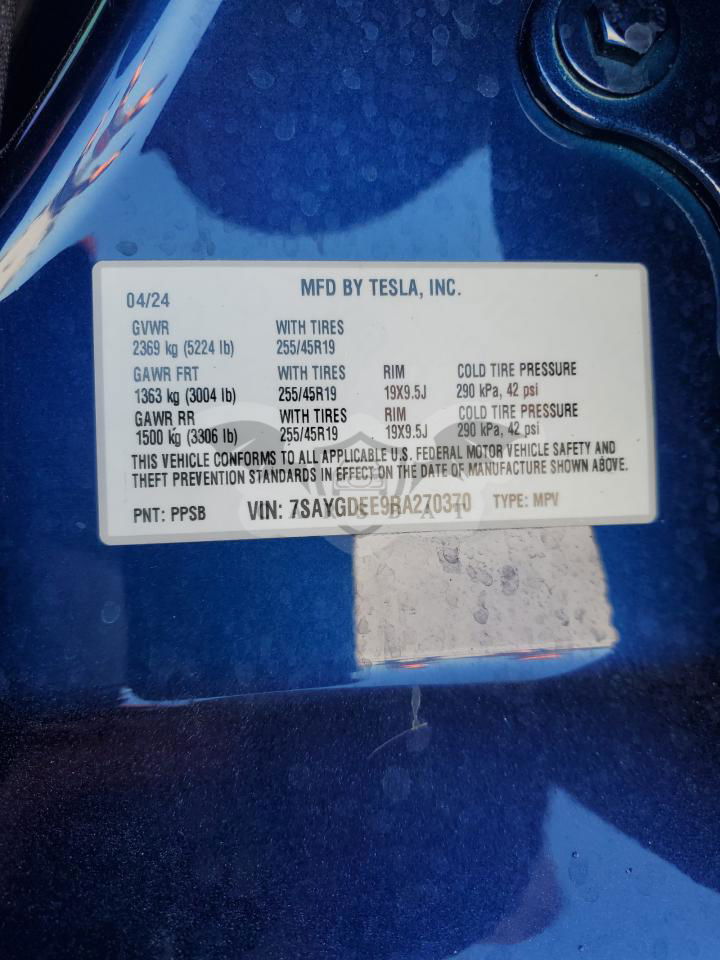 04/24 MFD BY TESLA, INC.
GVWR WITH TIRES
2369 kg (5224 lb) 255/45R19
GAWR FRT WITH TIRES RIM COLD TIRE PRESSURE
1363 kg (3004 lb) 255/45R19 19X9.5J 290 kPa, 42 psi
GAWR RR WITH TIRES RIM COLD TIRE PRESSURE
1500 kg (3306 lb) 255/45R19 19X9.5J 290 kPa, 42 psi
THIS VEHICLE CONFORMS TO ALL APPLICABLE U.S. FEDERAL MOTOR VEHICLE SAFETY AND
THEFT PREVENTION STANDARDS IN EFFECT ON THE DATE OF MANUFACTURE SHOWN ABOVE.
PNT: PPSB VIN: 7SAYGDEE9RA270370 TYPE: MPV